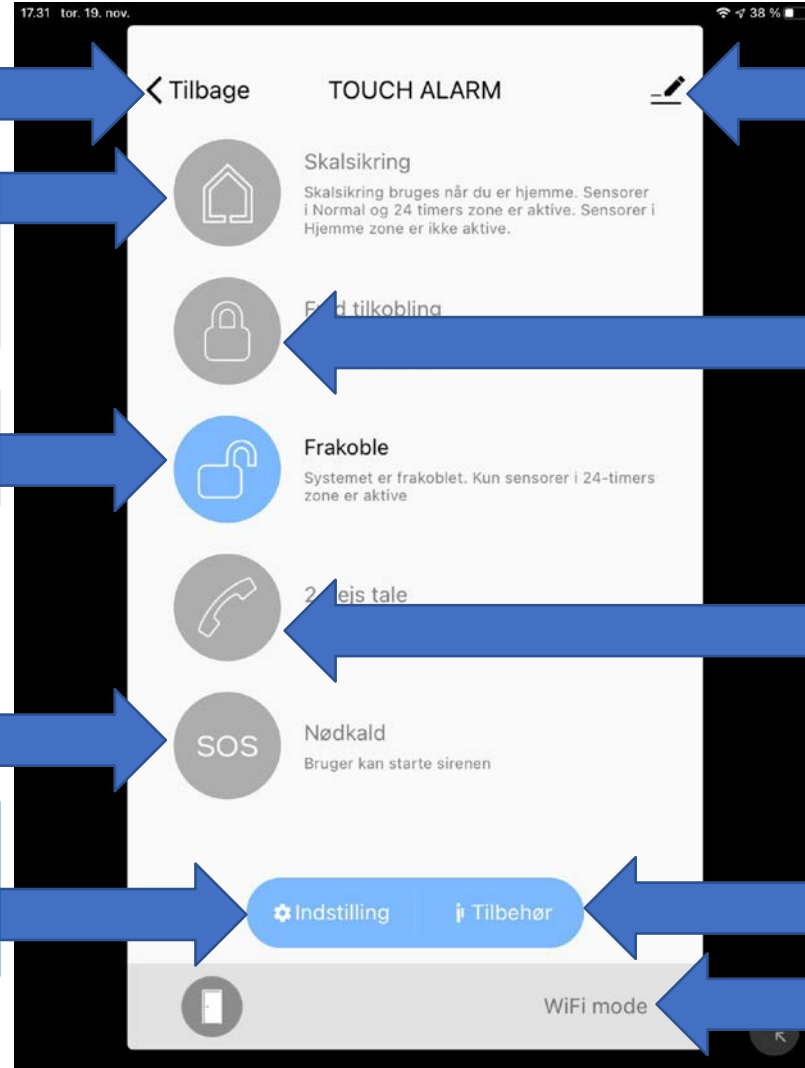 17.31 tor. 19. nov.
38 %
Tilbage
TOUCH ALARM
Skalsikring
Skalsikring bruges når du er hjemme. Sensorer
i Normal og 24 timers zone er aktive. Sensorer i
Hjemme zone er ikke aktive.
tilkobling
Frakoble
Systemet er frakoblet. Kun sensorer i 24-timers
zone er aktive
tale
SOS
Nødkald
Bruger kan starte sirenen
Indstilling
Tilbehør
WiFi mode